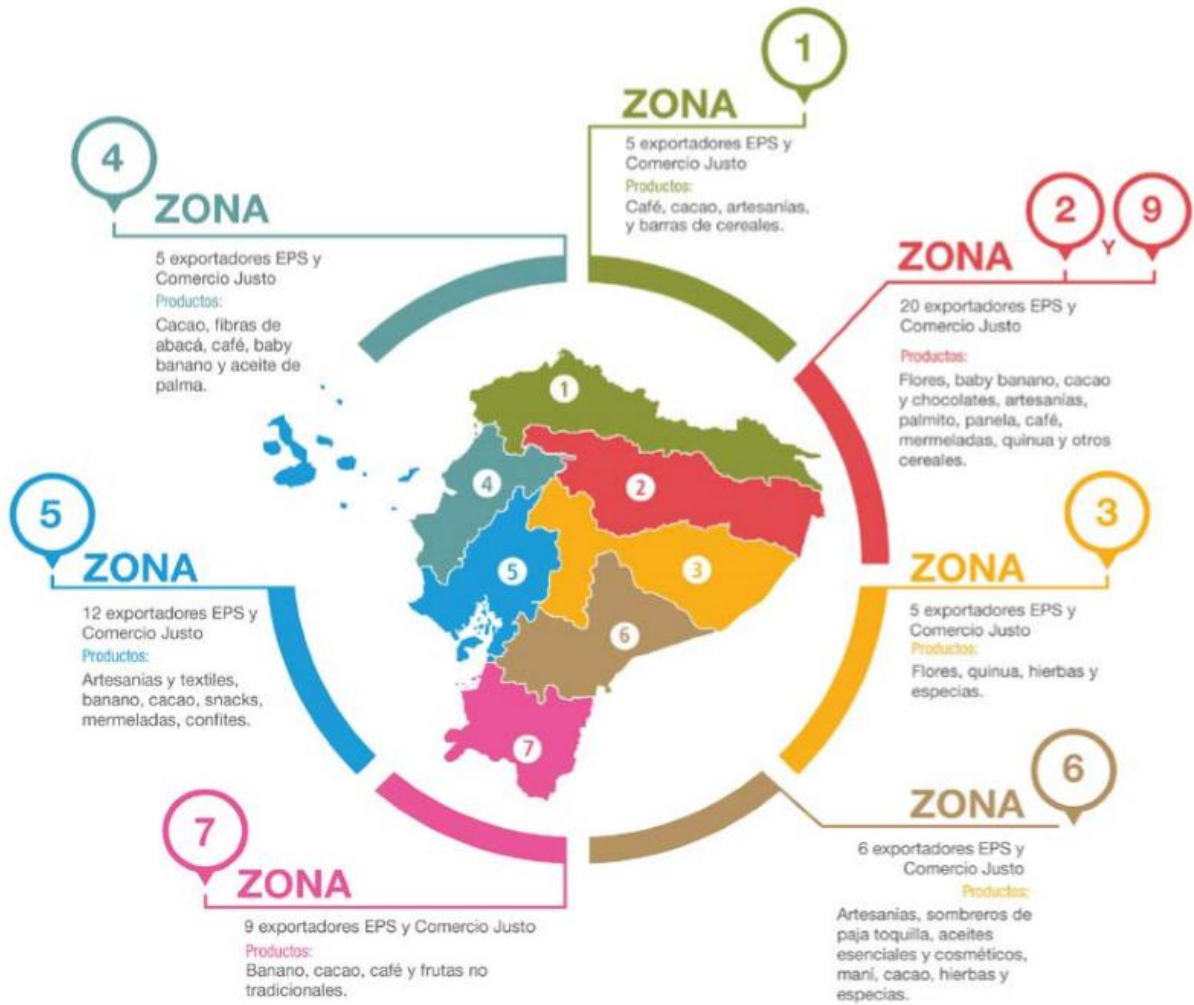 1
ZONA
5 exportadores EPS y
Comercio Justo
Productos:
Café, cacao, artesanías,
y barras de cereales.
4
ZONA
5 exportadores EPS y
Comercio Justo
Productos:
Cacao, fibras de
abacá, café, baby
banano y aceite de
palma.
2 Y 9
ZONA
20 exportadores EPS y
Comercio Justo
Productos:
Flores, baby banano, cacao
y chocolates, artesanías,
palmito, panela, café,
mermeladas, quinua y otros
cereales.
1
2
3
4
5
6
7
5
ZONA
12 exportadores EPS y
Comercio Justo
Productos:
Artesanias y textiles,
banano, cacao, snacks,
mermeladas, confites.
3
ZONA
5 exportadores EPS y
Comercio Justo
Productos:
Flores, quinua, hierbas y
especias.
7
ZONA
9 exportadores EPS y Comercio Justo
Productos:
Banano, cacao, café y frutas no
tradicionales.
6
ZONA
6 exportadores EPS y
Comercio Justo
Productos:
Artesanias, sombreros de
paja toquilla, aceites
esenciales y cosméticos,
maní, cacao, hierbas y
especias.